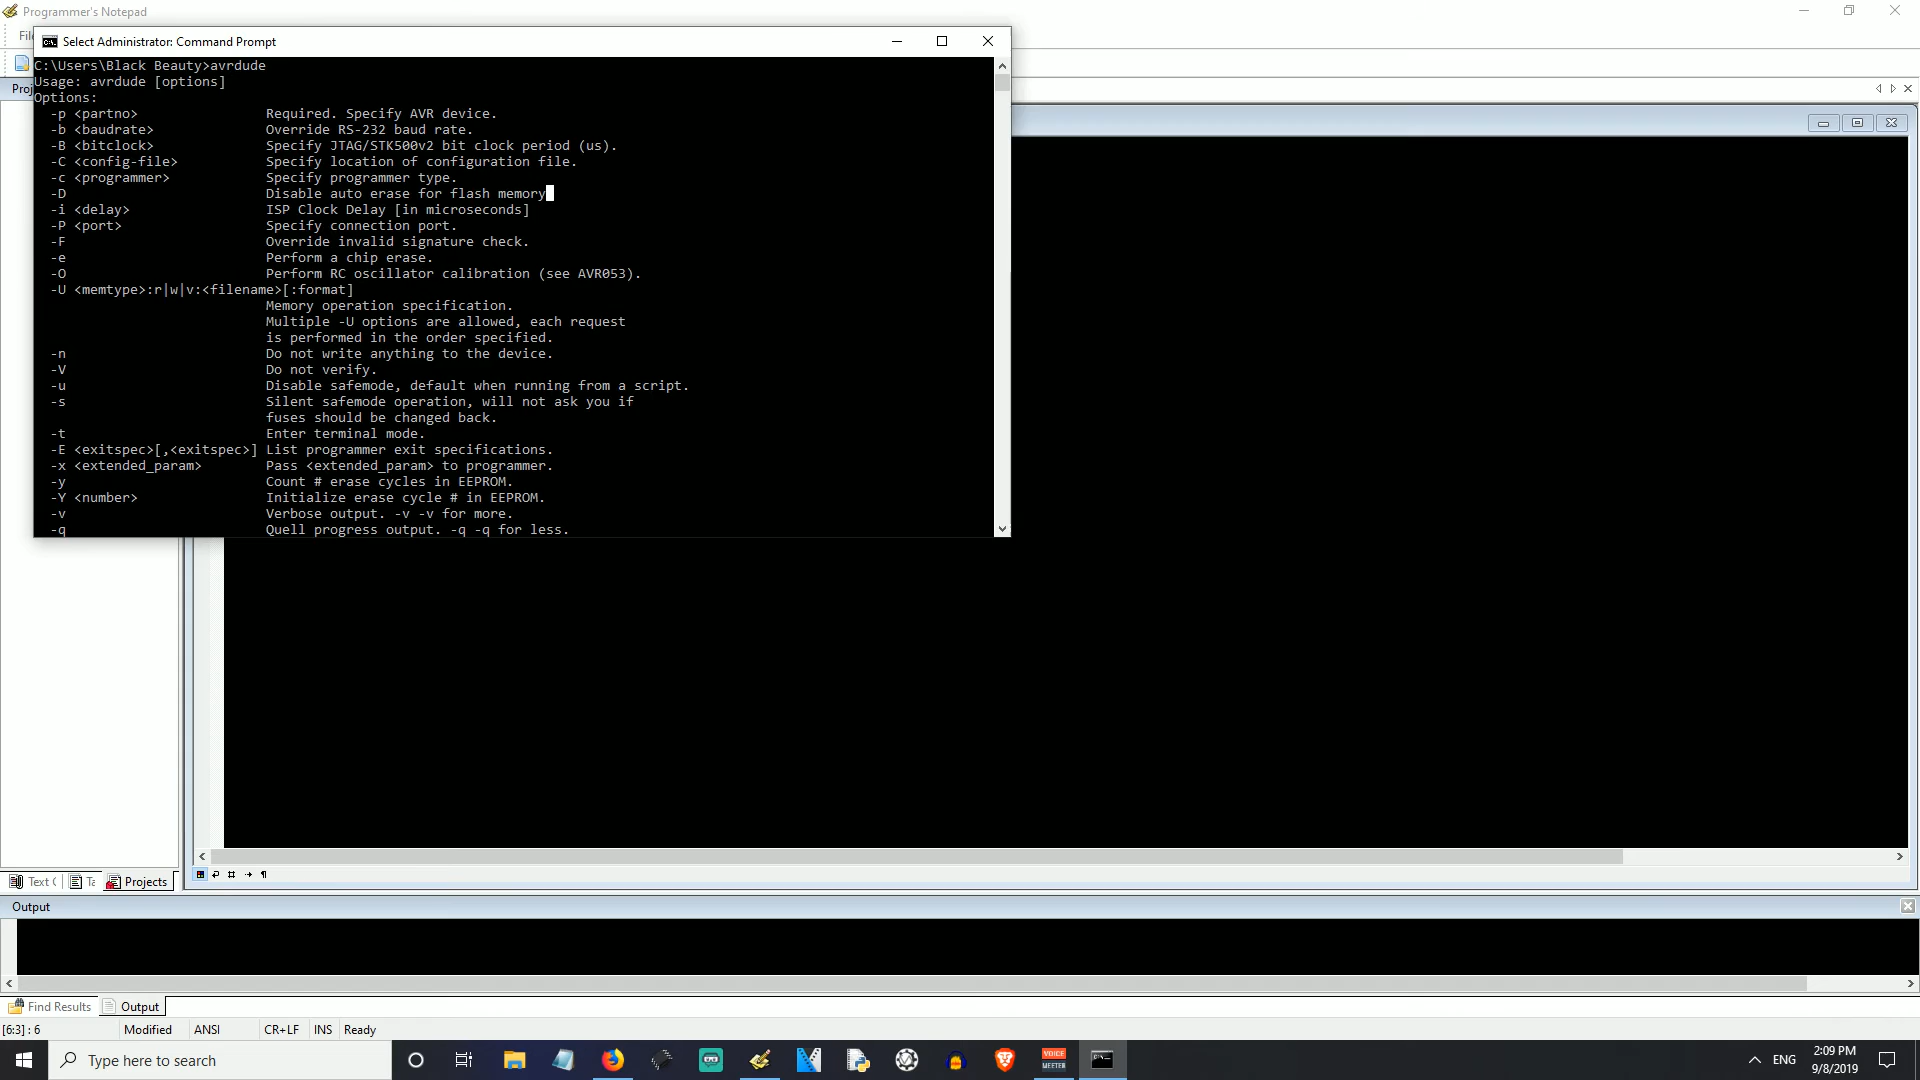 Programmer's Notepad
Fil
Select Administrator: Command Prompt
C:\Users\Black Beauty>avrdude
Usage: avrdude [options]
Options:
-p <partno> Required. Specify AVR device.
-b <baudrate> Override RS-232 baud rate.
-B <bitclock> Specify JTAG/STK500v2 bit clock period (us).
-C <config-file> Specify location of configuration file.
-c <programmer> Specify programmer type.
-D Disable auto erase for flash memory
-i <delay> ISP Clock Delay [in microseconds]
-P <port> Specify connection port.
-F Override invalid signature check.
-e Perform a chip erase.
-O Perform RC oscillator calibration (see AVR053).
-U <memtype>:r|w|v:<filename>[:format]
Memory operation specification.
Multiple -U options are allowed, each request
is performed in the order specified.
-n Do not write anything to the device.
-V Do not verify.
-u Disable safemode, default when running from a script.
-s Silent safemode operation, will not ask you if
fuses should be changed back.
-t Enter terminal mode.
-E <exitspec>[,<exitspec>] List programmer exit specifications.
-x <extended_param> Pass <extended_param> to programmer.
-y Count # erase cycles in EEPROM.
-Y <number> Initialize erase cycle # in EEPROM.
-v Verbose output. -v -v for more.
-q Quell progress output. -q -q for less.
Proj
Text C Ta Projects
Output
Find Results Output
[6:3] : 6 Modified ANSI CR+LF INS Ready
Type here to search
VOICE
MEETER
ENG
2:09 PM
9/8/2019